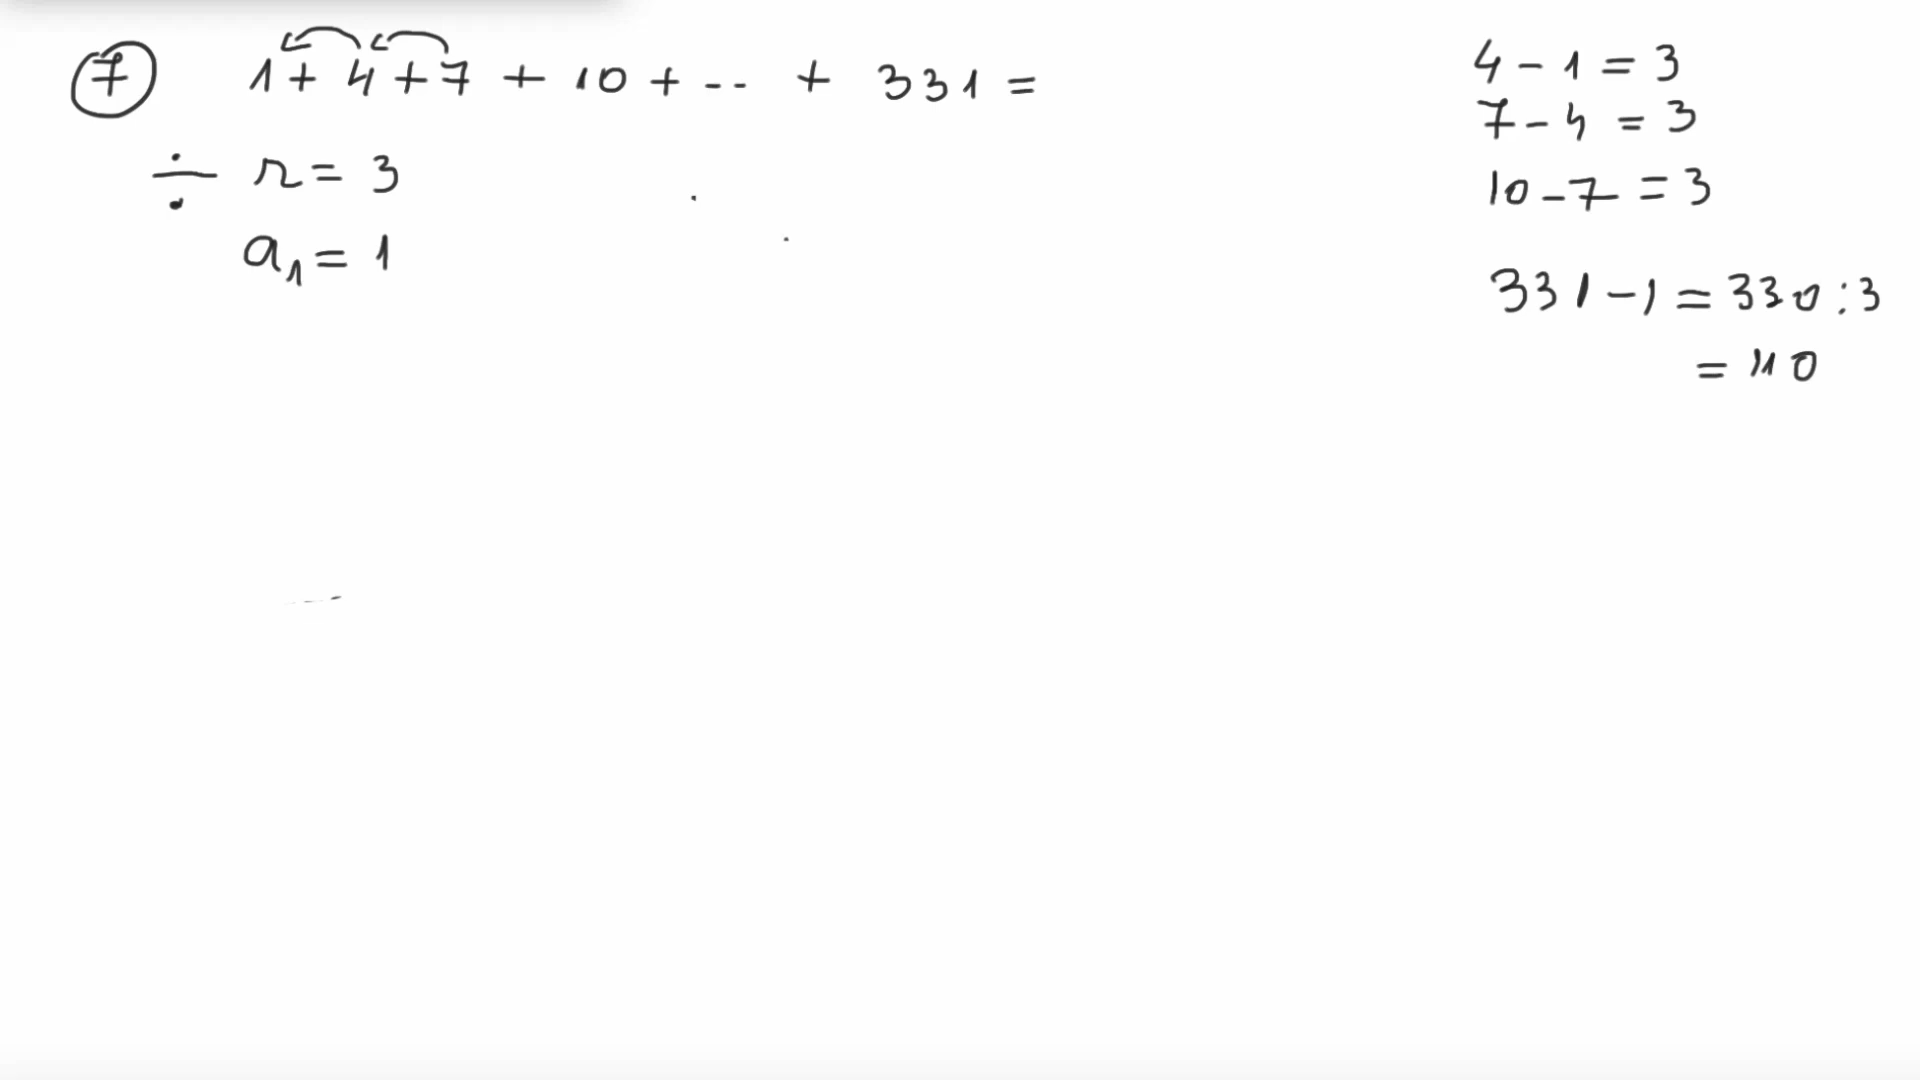 7 1 + 4 + 7 + 10 + -- + 331 =
÷ r = 3
a₁ = 1
4 - 1 = 3
7 - 4 = 3
10 - 7 = 3
331 - 1 = 330 : 3
= 110